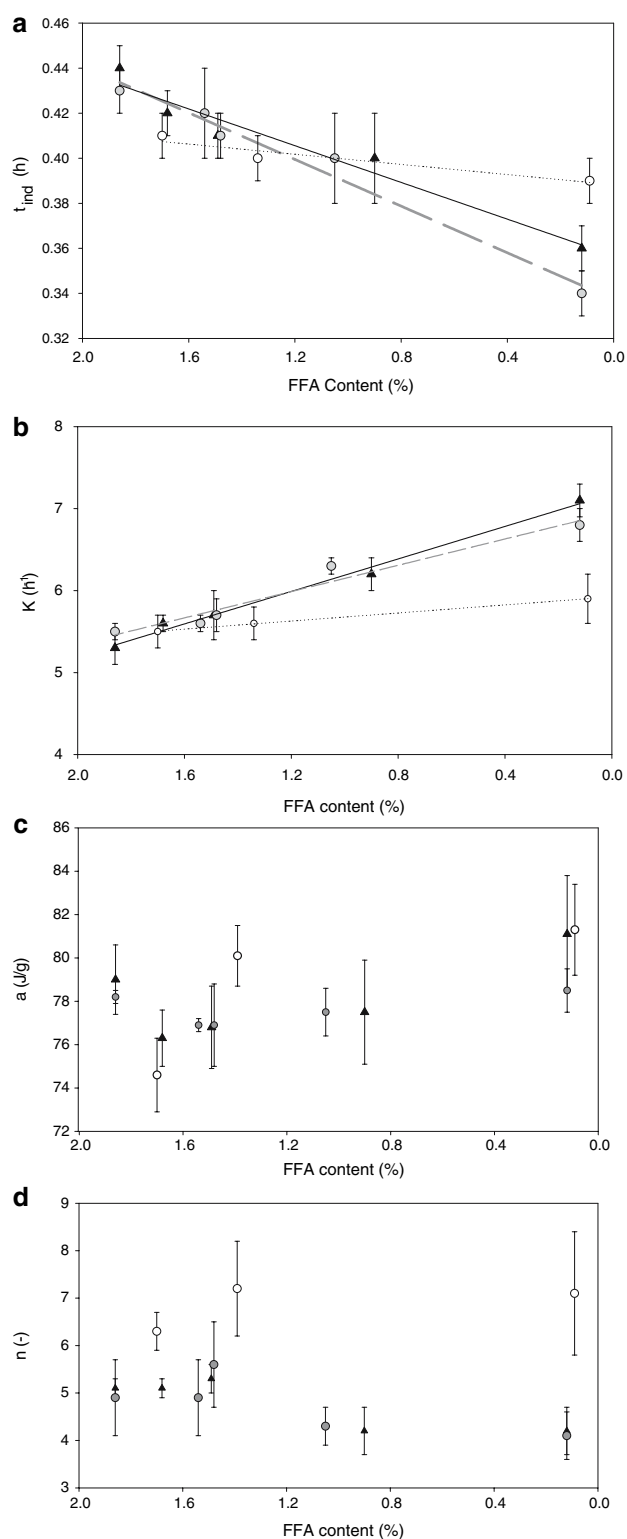 a
0.46
0.44
0.42
0.40
0.38
0.36
0.34
0.32
t_ind (h)
2.0 1.6 1.2 0.8 0.4 0.0
FFA Content (%)
b
8
7
6
5
4
K (h¹)
2.0 1.6 1.2 0.8 0.4 0.0
FFA content (%)
c
86
84
82
80
78
76
74
72
a (J/g)
2.0 1.6 1.2 0.8 0.4 0.0
FFA content (%)
d
9
8
7
6
5
4
3
n (-)
2.0 1.6 1.2 0.8 0.4 0.0
FFA content (%)